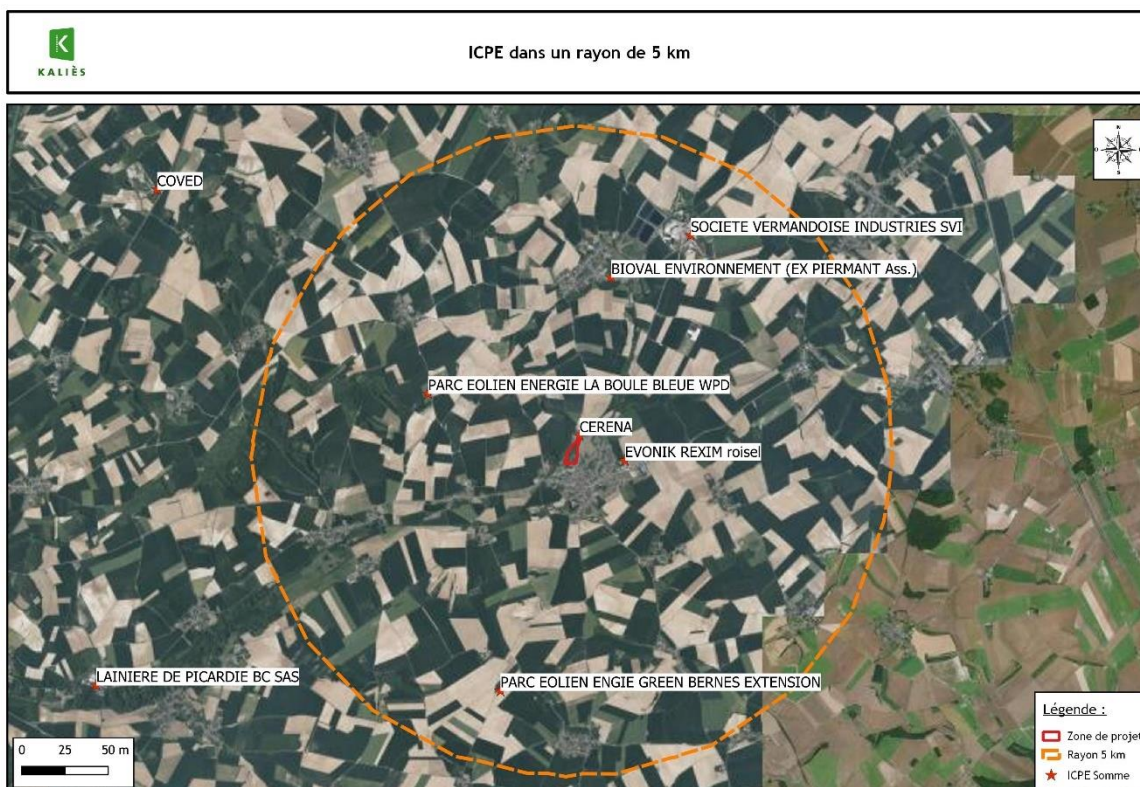 KALIÈS
ICPE dans un rayon de 5 km
N
O
E
S
COVED
SOCIETE VERMANDOISE INDUSTRIES SVI
BIOVAL ENVIRONNEMENT (EX PIERMANT Ass.)
PARC EOLIEN ENERGIE LA BOULE BLEUE WPD
CERENA
EVONIK REXIM roisel
LAINIERE DE PICARDIE BC SAS
PARC EOLIEN ENGIE GREEN BERNES EXTENSION
0 25 50 m
Légende :
Zone de projet
Rayon 5 km
ICPE Somme